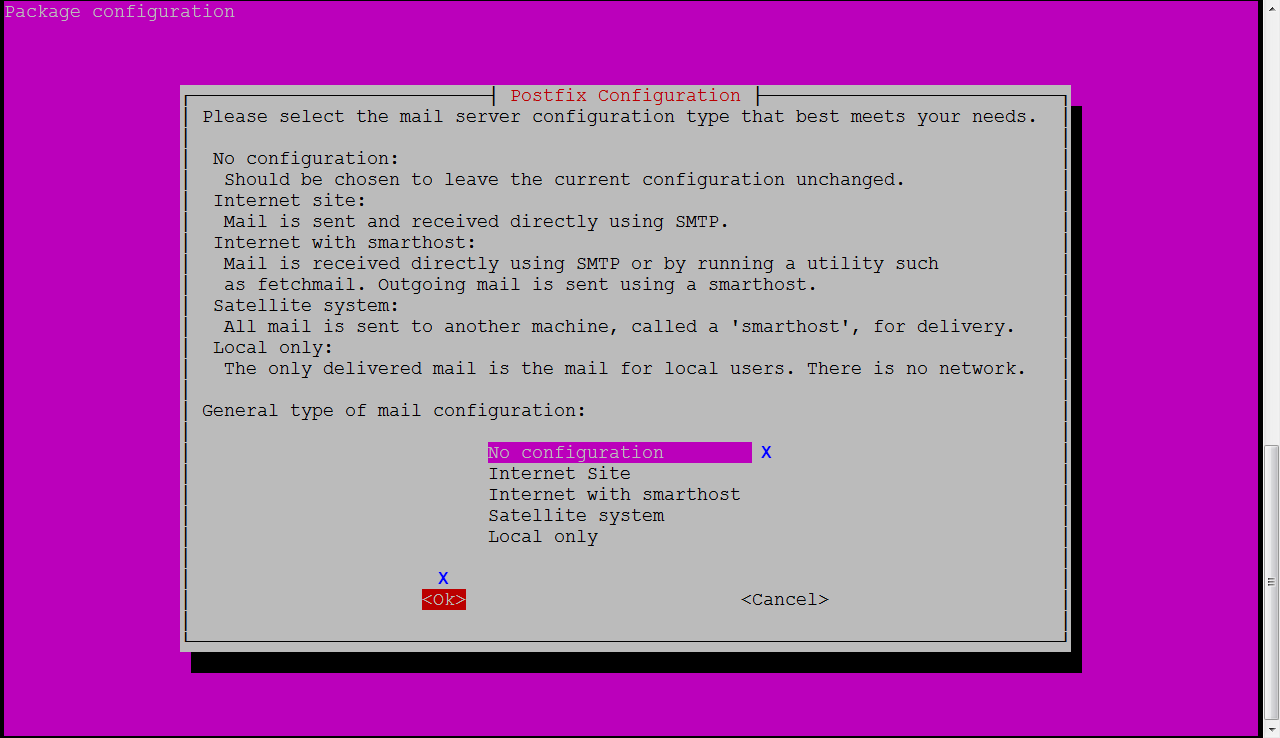 Package configuration
Postfix Configuration
Please select the mail server configuration type that best meets your needs.
No configuration:
Should be chosen to leave the current configuration unchanged.
Internet site:
Mail is sent and received directly using SMTP.
Internet with smarthost:
Mail is received directly using SMTP or by running a utility such
as fetchmail. Outgoing mail is sent using a smarthost.
Satellite system:
All mail is sent to another machine, called a 'smarthost', for delivery.
Local only:
The only delivered mail is the mail for local users. There is no network.
General type of mail configuration:
No configuration X
Internet Site
Internet with smarthost
Satellite system
Local only
X
<Ok> <Cancel>